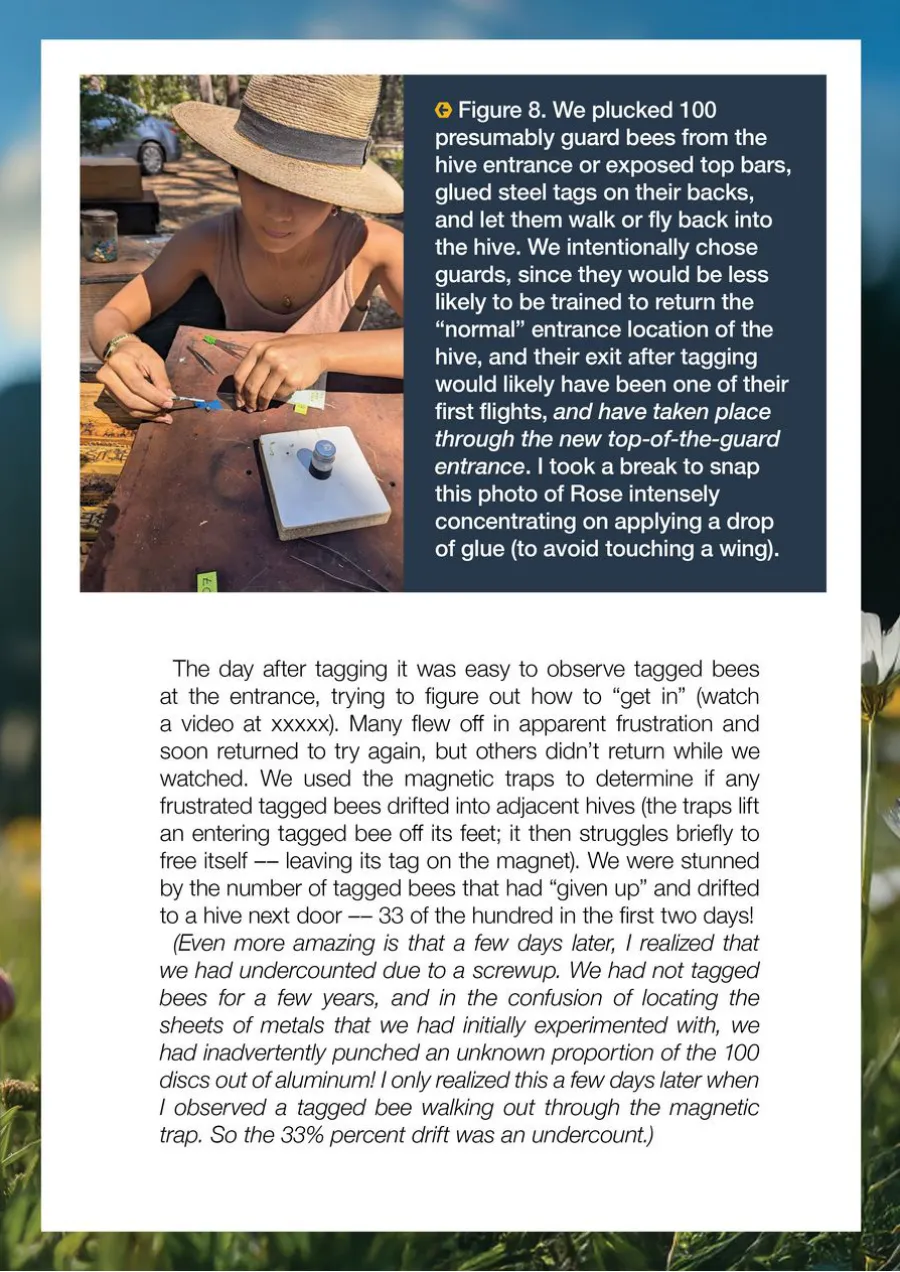 Figure 8. We plucked 100
presumably guard bees from the
hive entrance or exposed top bars,
glued steel tags on their backs,
and let them walk or fly back into
the hive. We intentionally chose
guards, since they would be less
likely to be trained to return the
“normal” entrance location of the
hive, and their exit after tagging
would likely have been one of their
first flights, and have taken place
through the new top-of-the-guard
entrance. I took a break to snap
this photo of Rose intensely
concentrating on applying a drop
of glue (to avoid touching a wing).
The day after tagging it was easy to observe tagged bees
at the entrance, trying to figure out how to “get in” (watch
a video at xxxxx). Many flew off in apparent frustration and
soon returned to try again, but others didn’t return while we
watched. We used the magnetic traps to determine if any
frustrated tagged bees drifted into adjacent hives (the traps lift
an entering tagged bee off its feet; it then struggles briefly to
free itself –– leaving its tag on the magnet). We were stunned
by the number of tagged bees that had “given up” and drifted
to a hive next door –– 33 of the hundred in the first two days!
(Even more amazing is that a few days later, I realized that
we had undercounted due to a screwup. We had not tagged
bees for a few years, and in the confusion of locating the
sheets of metals that we had initially experimented with, we
had inadvertently punched an unknown proportion of the 100
discs out of aluminum! I only realized this a few days later when
I observed a tagged bee walking out through the magnetic
trap. So the 33% percent drift was an undercount.)